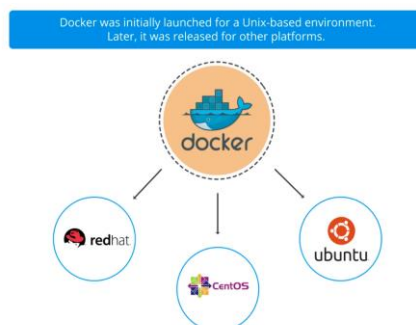 Docker was initially launched for a Unix-based environment.
Later, it was released for other platforms.
docker
redhat
CentOS
ubuntu